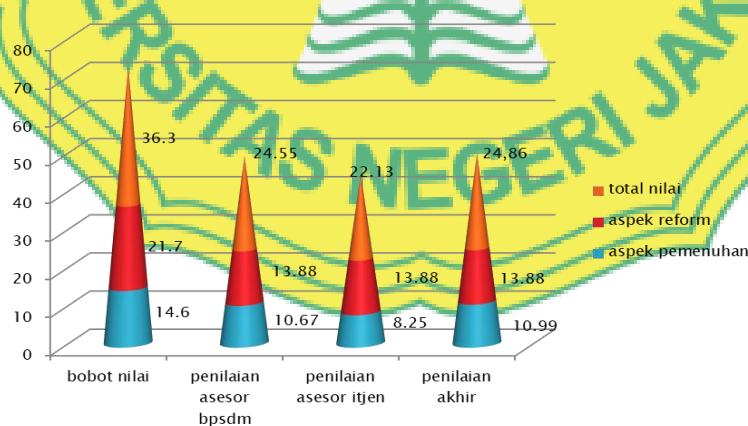 ERSITAS NEGERI JAK
80
70
60
50
40
30
20
10
0
36.3
21.7
14.6
24.55
13.88
10.67
22.13
13.88
8.25
24,86
13.88
10.99
total nilai
aspek reform
aspek pemenuhan
bobot nilai
penilaian
asesor
bpsdm
penilaian
asesor itjen
penilaian
akhir